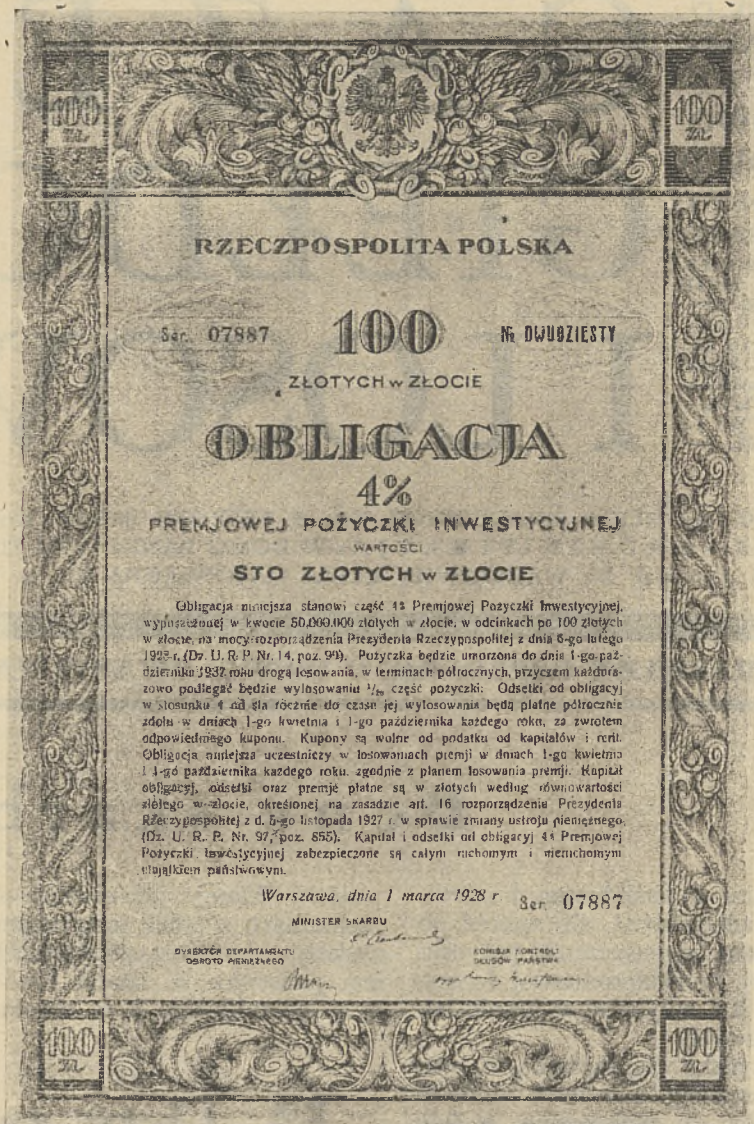 100 zł 100 zł
RZECZPOSPOLITA POLSKA
Ser. 07887 100 № DWUDZIESTY
ZŁOTYCH w ZŁOCIE
OBLIGACJA
4%
PREMJOWEJ POŻYCZKI INWESTYCYJNEJ
WARTOŚCI
STO ZŁOTYCH w ZŁOCIE
Obligacja niniejsza stanowi część 4% Premjowej Pożyczki Inwestycyjnej,
wypuszczonej w kwocie 50.000.000 złotych w złocie, w odcinkach po 100 złotych
w złocie, na mocy rozporządzenia Prezydenta Rzeczypospolitej z dnia 6-go lutego
1928 r. (Dz. U. R. P. Nr. 14, poz. 99). Pożyczka będzie umorzona do dnia 1-go paź-
dziernika 1937 roku drogą losowania, w terminach półrocznych, przyczem każdora-
zowo podlegać będzie wylosowaniu część pożyczki. Odsetki od obligacyj
w stosunku 4 od sta rocznie do czasu jej wylosowania będą płatne półrocznie
zdołu w dniach 1-go kwietnia i 1-go października każdego roku, za zwrotem
odpowiedniego kuponu. Kupony są wolne od podatku od kapitałów i rent.
Obligacja niniejsza uczestniczy w losowaniach premji w dniach 1-go kwietnia
i 1-go października każdego roku, zgodnie z planem losowania premji. Kapitał
obligacyj, odsetki oraz premje płatne są w złotych według równowartości
złotego w złocie, określonej na zasadzie art. 16 rozporządzenia Prezydenta
Rzeczypospolitej z d. 5-go listopada 1927 r. w sprawie zmiany ustroju pieniężnego,
(Dz. U. R. P. Nr. 97, poz. 855). Kapitał i odsetki od obligacyj 4% Premjowej
Pożyczki Inwestycyjnej zabezpieczone są całym ruchomym i nieruchomym
majątkiem państwowym.
Warszawa, dnia 1 marca 1928 r Ser. 07887
MINISTER SKARBU
DYREKTOR DEPARTAMENTU KOMISJA KONTROLI
OBROTU PIENIĘŻNEGO DŁUGÓW PAŃSTWA
100 zł 100 zł